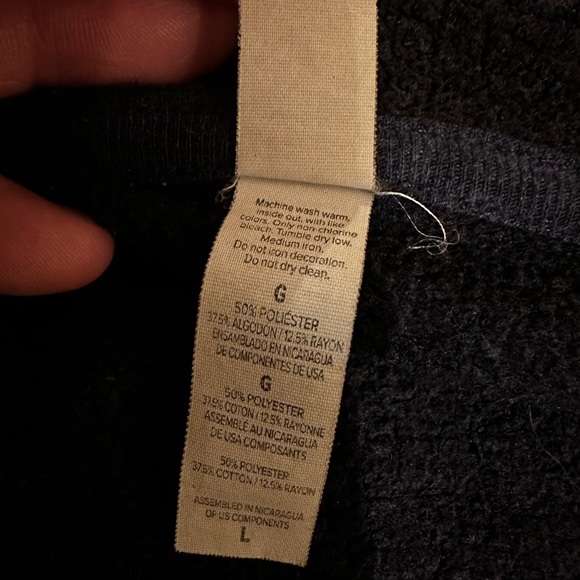 Machine wash warm,
inside out, with like
colors. Only non-chlorine
bleach. Tumble dry low.
Medium iron.
Do not iron decoration.
Do not dry clean.
G
50% POLIÉSTER
37.5% ALGODON / 12.5% RAYON
ENSAMBLADO EN NICARAGUA
DE COMPONENTES DE USA
G
50% POLYESTER
37.5% COTON / 12.5% RAYONNE
ASSEMBLÉ AU NICARAGUA
DE USA COMPOSANTS
50% POLYESTER
37.5% COTTON / 12.5% RAYON
ASSEMBLED IN NICARAGUA
OF US COMPONENTS
L